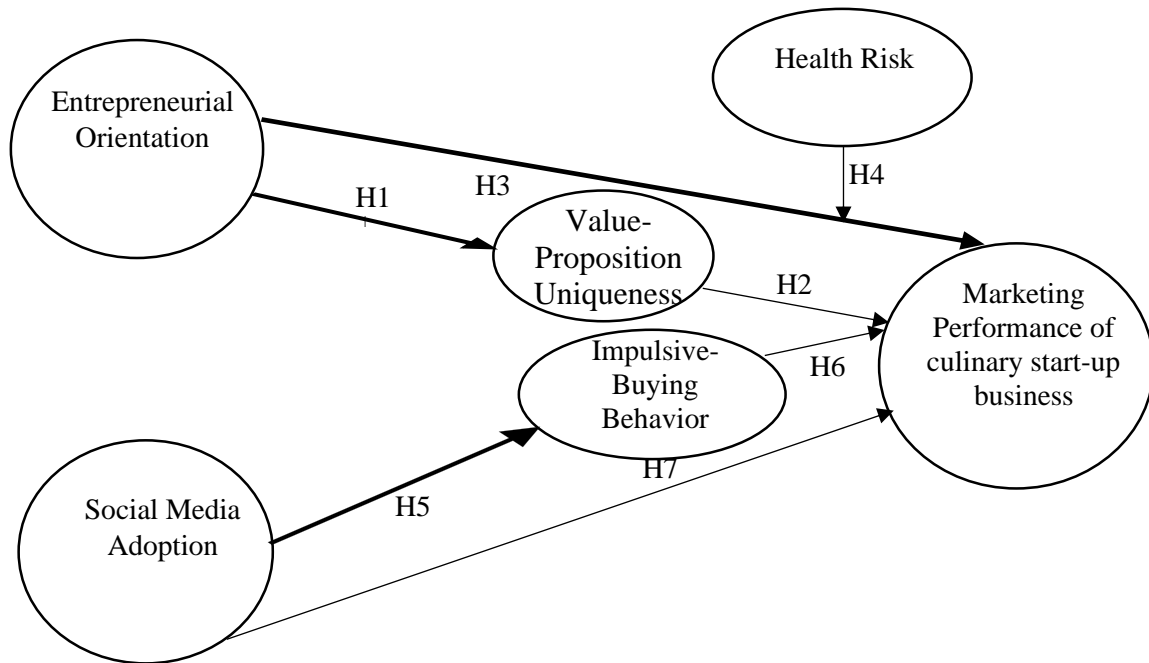 Entrepreneurial
Orientation
Health Risk
H1
H3
H4
Value-
Proposition
Uniqueness
H2
Marketing
Performance of
culinary start-up
business
Impulsive-
Buying
Behavior
H6
H7
H5
Social Media
Adoption